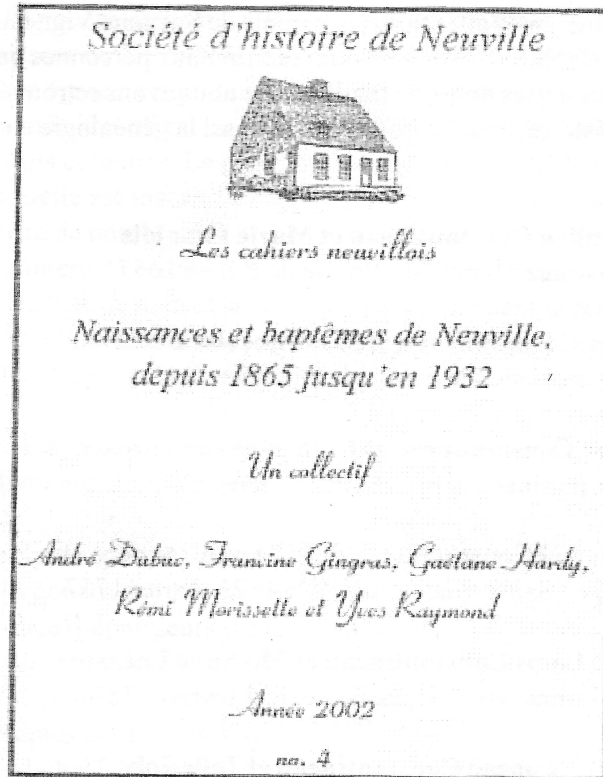 Société d'histoire de Neuville
Les cahiers neuvillois
Naissances et baptêmes de Neuville,
depuis 1865 jusqu'en 1932
Un collectif
André Dubuc, Francine Gingras, Gaëtane Hardy,
Rémi Morissette et Yves Raymond
Année 2002
no. 4